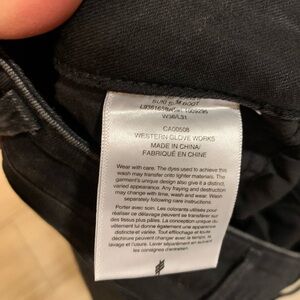 W36/L31
CA00508
WESTERN GLOVE WORKS
MADE IN CHINA/
FABRIQUÉ EN CHINE
Wear with care. The dyes used to achieve this
wash may transfer onto lighter materials. The
garment's unique design also give it a distinct,
varied appearance. Any fraying and destruction
may change with time, wash and wear. Wash
separately following care instructions.
Porter avec soin. Les colorants utilisés pour
réaliser ce délavage peuvent se transférer sur
des tissus plus pâles. La conception unique du
vêtement lui donne également une apparence
distincte et variée. Tout effilochage et toute
déchirure peuvent changer avec le temps, le
lavage et l'usure. Laver séparément en suivant
les consignes d'entretien.